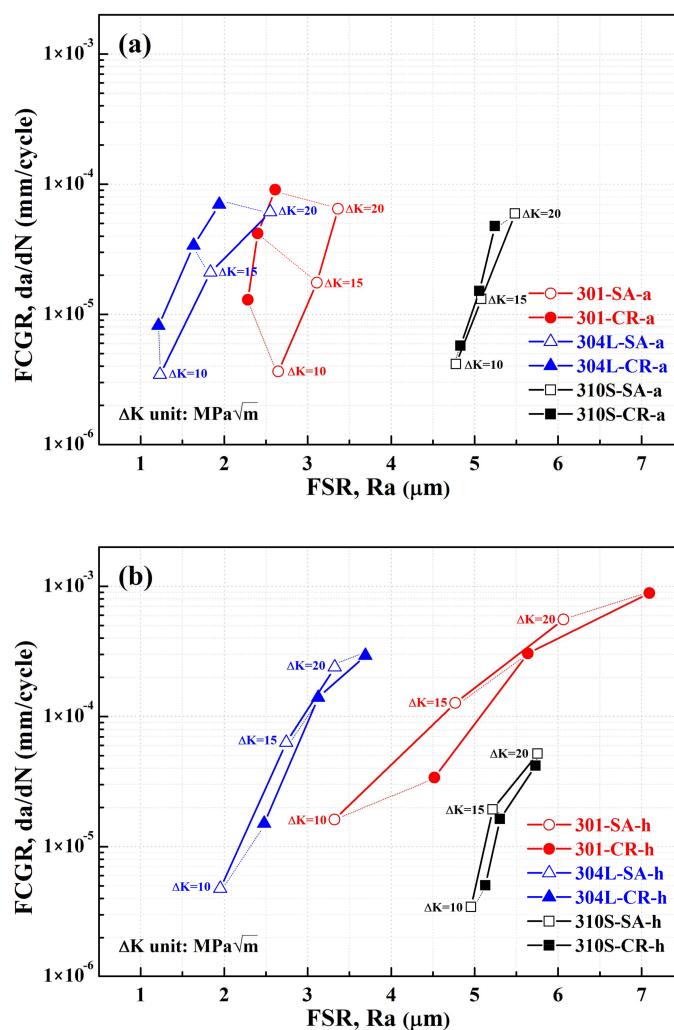 (a)
1×10⁻³
1×10⁻⁴
1×10⁻⁵
1×10⁻⁶
FCGR, da/dN (mm/cycle)
ΔK=20
ΔK=20
ΔK=20
ΔK=15
ΔK=15
ΔK=15
ΔK=10
ΔK=10
ΔK=10
301-SA-a
301-CR-a
304L-SA-a
304L-CR-a
310S-SA-a
310S-CR-a
ΔK unit: MPa√m
1 2 3 4 5 6 7
FSR, Ra (μm)
(b)
1×10⁻³
1×10⁻⁴
1×10⁻⁵
1×10⁻⁶
FCGR, da/dN (mm/cycle)
ΔK=20
ΔK=20
ΔK=20
ΔK=15
ΔK=15
ΔK=15
ΔK=10
ΔK=10
ΔK=10
301-SA-h
301-CR-h
304L-SA-h
304L-CR-h
310S-SA-h
310S-CR-h
ΔK unit: MPa√m
1 2 3 4 5 6 7
FSR, Ra (μm)